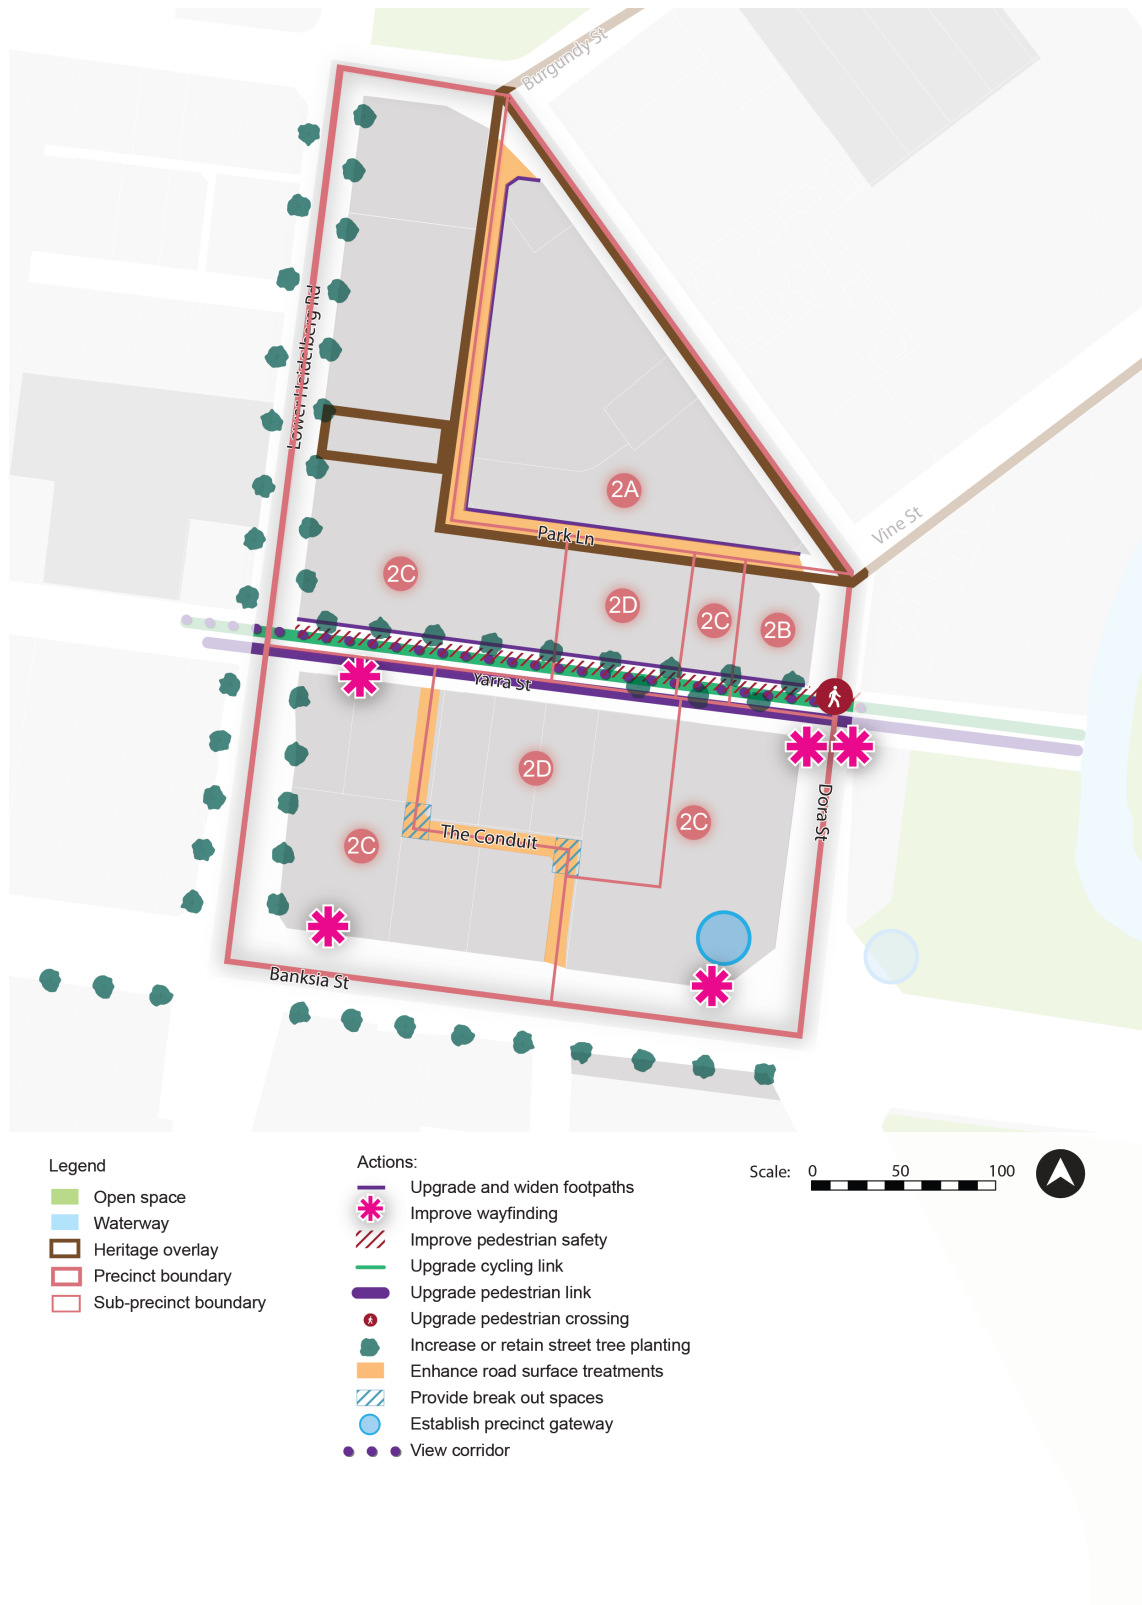 Burgundy St
Lower Heidelberg Rd
2A
Vine St
Park Ln
2C
2D
2C
2B
Yarra St
2D
Dora St
2C
The Conduit
2C
Banksia St
Legend
Open space
Waterway
Heritage overlay
Precinct boundary
Sub-precinct boundary
Actions:
Upgrade and widen footpaths
Improve wayfinding
Improve pedestrian safety
Upgrade cycling link
Upgrade pedestrian link
Upgrade pedestrian crossing
Increase or retain street tree planting
Enhance road surface treatments
Provide break out spaces
Establish precinct gateway
View corridor
Scale: 0 50 100